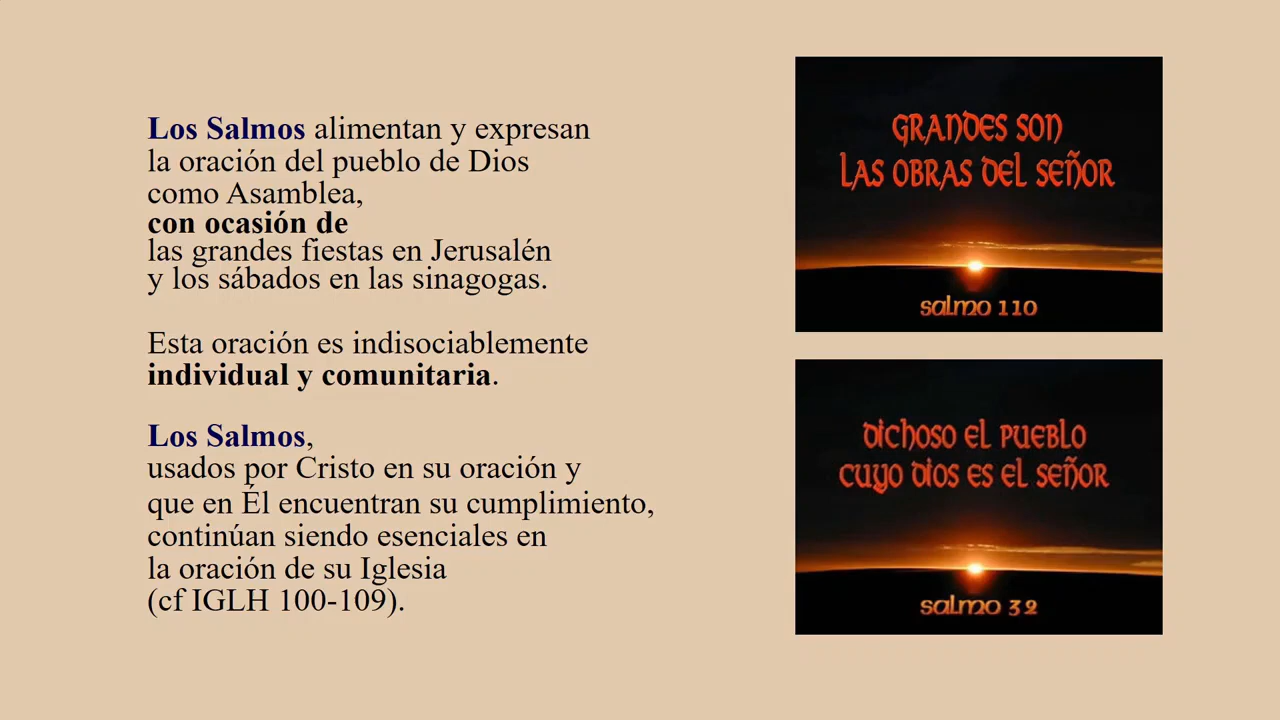 Los Salmos alimentan y expresan
la oración del pueblo de Dios
como Asamblea,
con ocasión de
las grandes fiestas en Jerusalén
y los sábados en las sinagogas.
Esta oración es indisociablemente
individual y comunitaria.
Los Salmos,
usados por Cristo en su oración y
que en Él encuentran su cumplimiento,
continúan siendo esenciales en
la oración de su Iglesia
(cf IGLH 100-109).
GRANDES SON
LAS OBRAS DEL SEÑOR
salmo 110
DICHOSO EL PUEBLO
CUYO DIOS ES EL SEÑOR
salmo 32